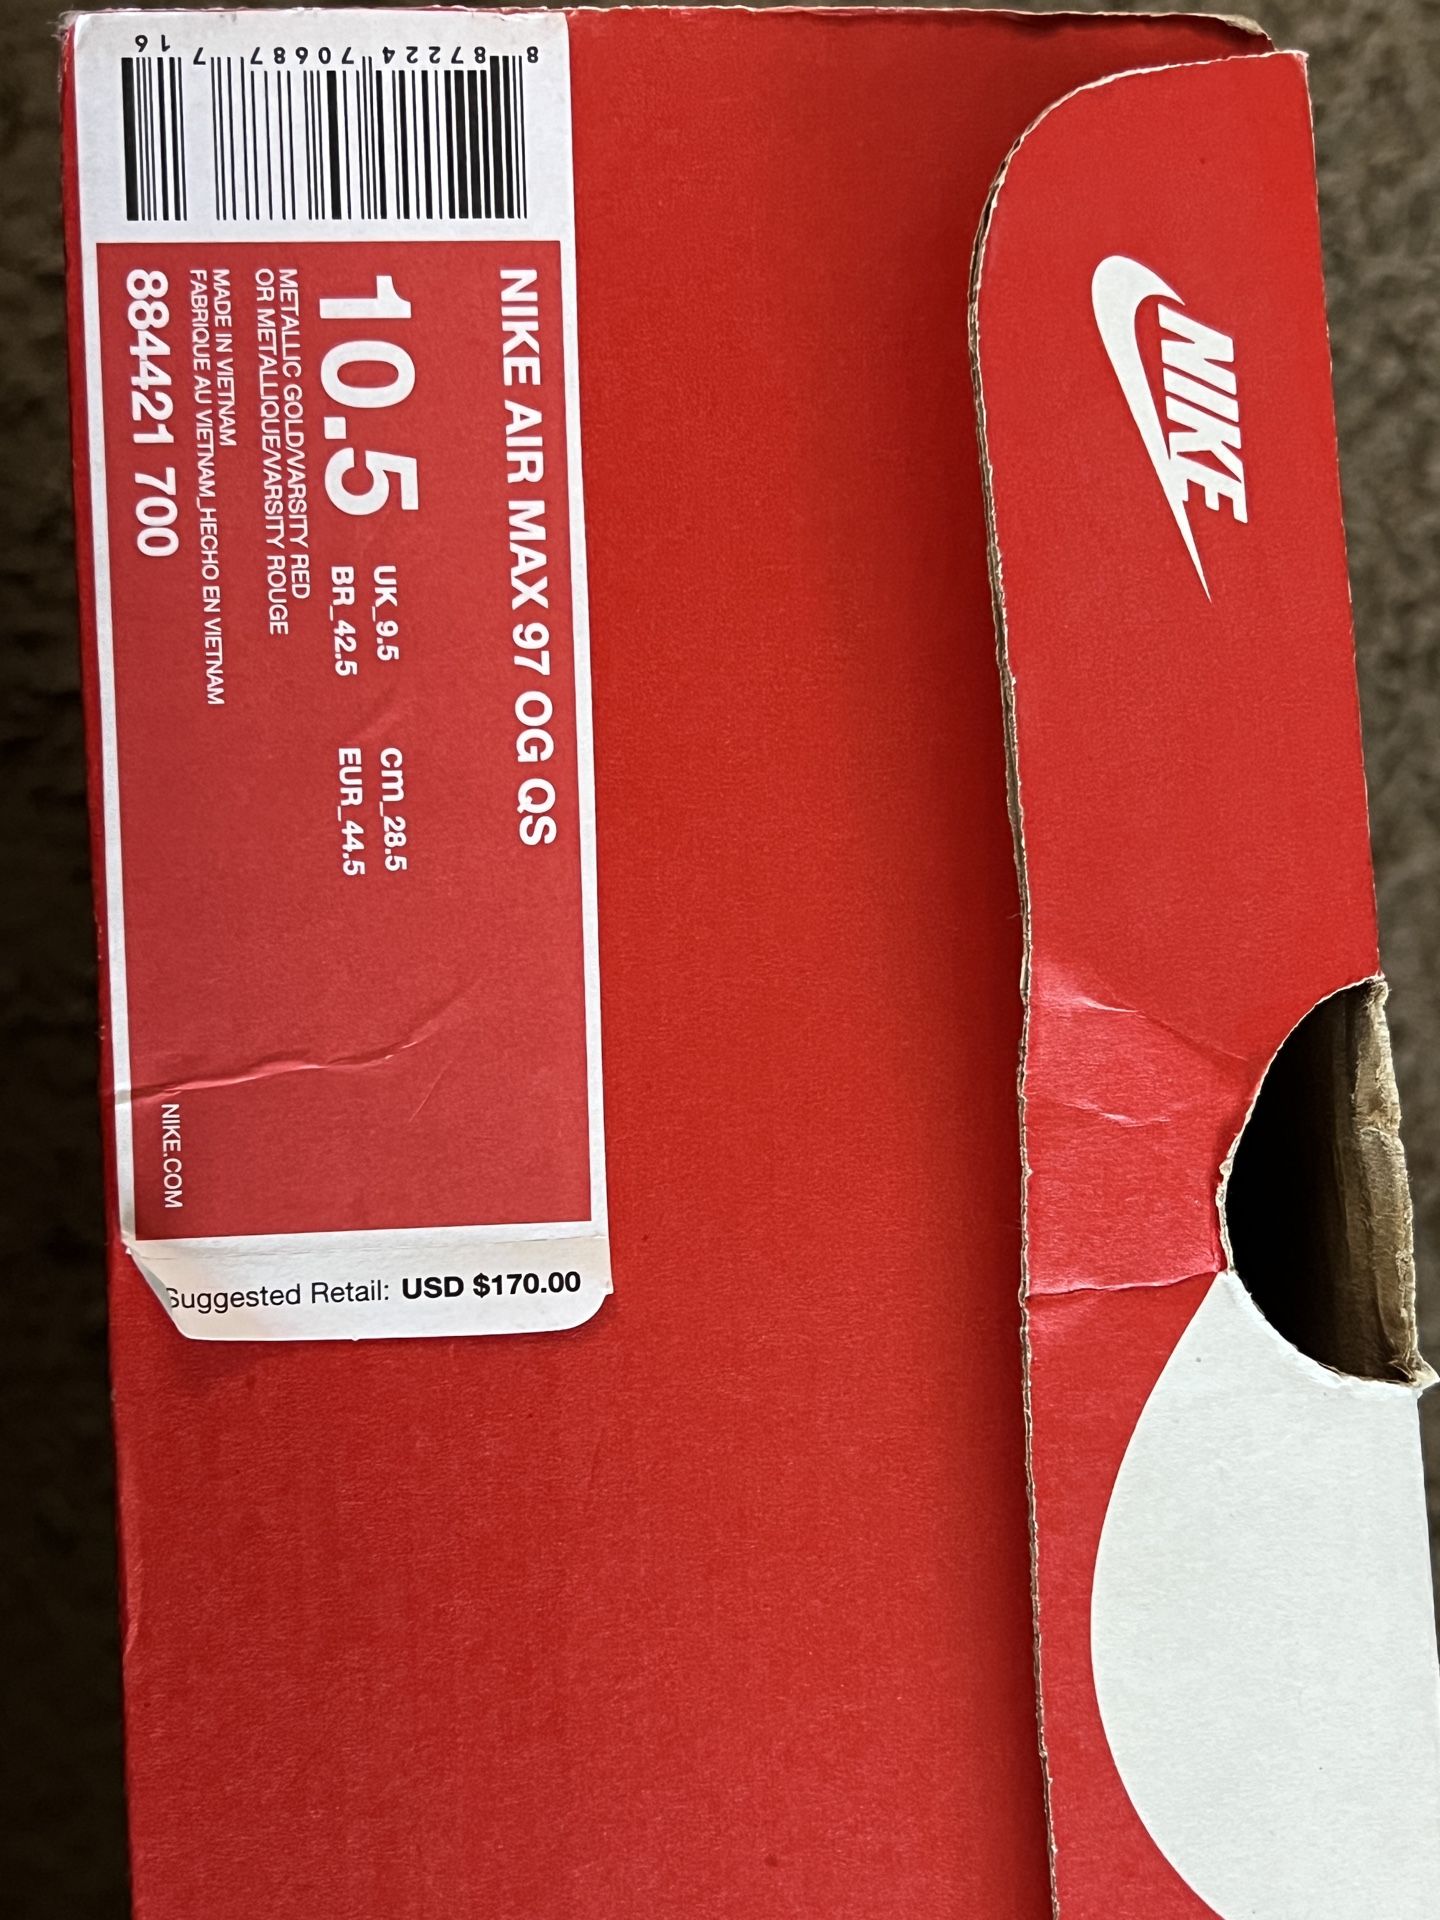 NIKE AIR MAX 97 OG QS
10.5 UK_9.5 cm_28.5
BR_42.5 EUR_44.5
METALLIC GOLD/VARSITY RED
OR METALLIQUE/VARSITY ROUGE
MADE IN VIETNAM
FABRIQUE AU VIETNAM_HECHO EN VIETNAM
884421 700
NIKE.COM
8 87224 70687 7 16
Suggested Retail: USD $170.00
NIKE